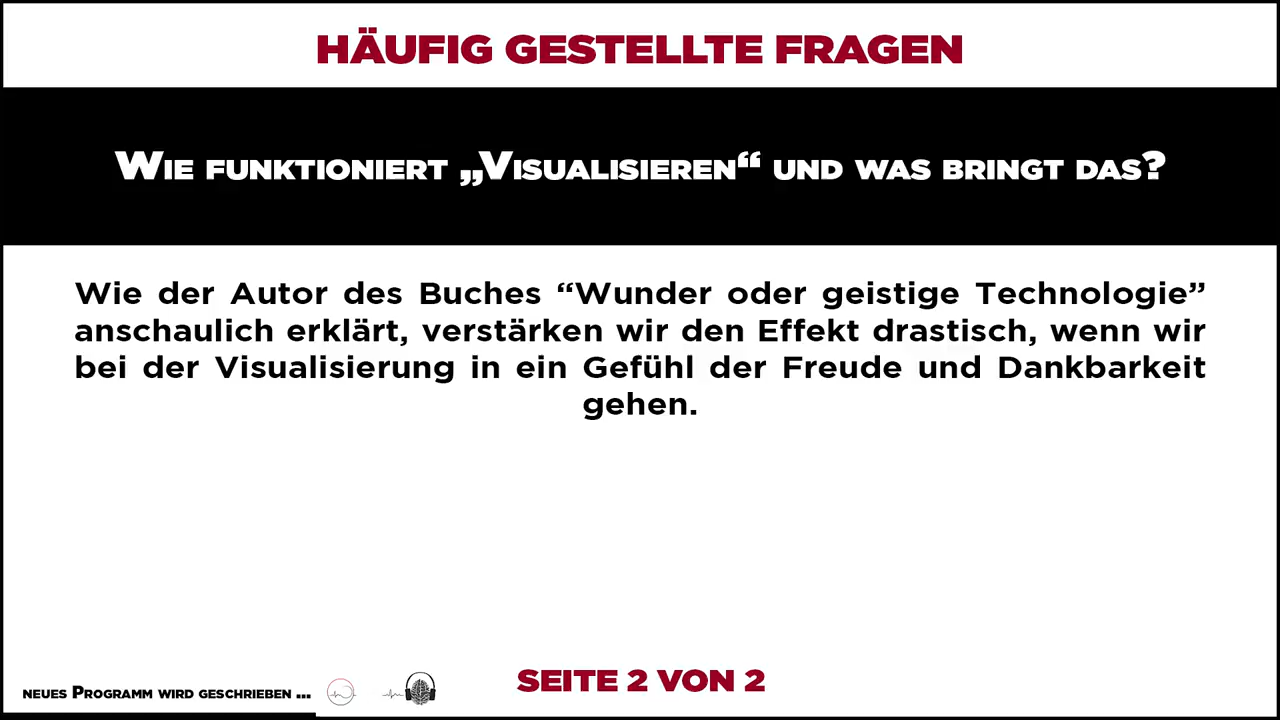 HÄUFIG GESTELLTE FRAGEN
Wie funktioniert „Visualisieren“ und was bringt das?
Wie der Autor des Buches “Wunder oder geistige Technologie”
anschaulich erklärt, verstärken wir den Effekt drastisch, wenn wir
bei der Visualisierung in ein Gefühl der Freude und Dankbarkeit
gehen.
SEITE 2 VON 2
neues Programm wird geschrieben ...